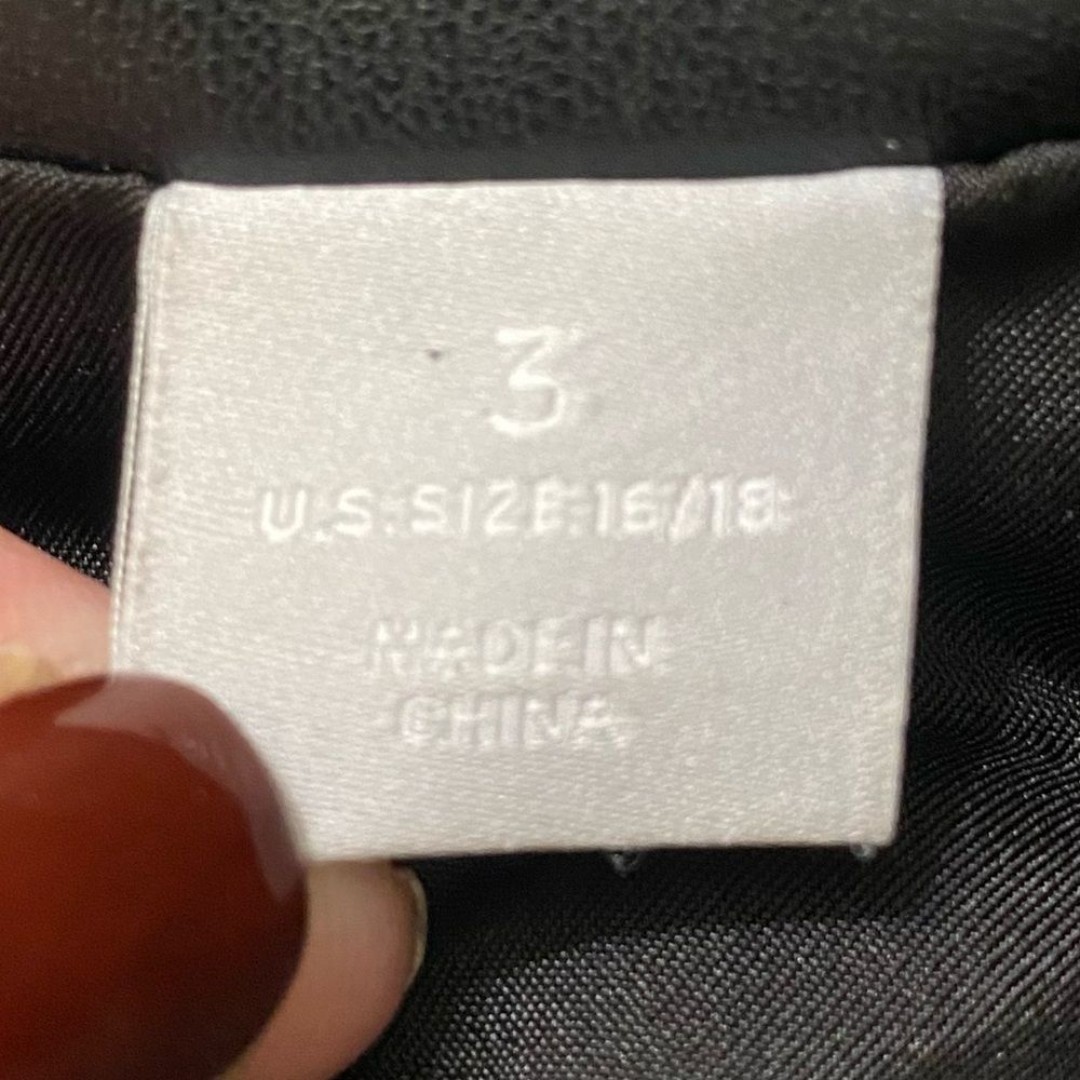 3
U.S. SIZE:16/18
MADE IN
CHINA